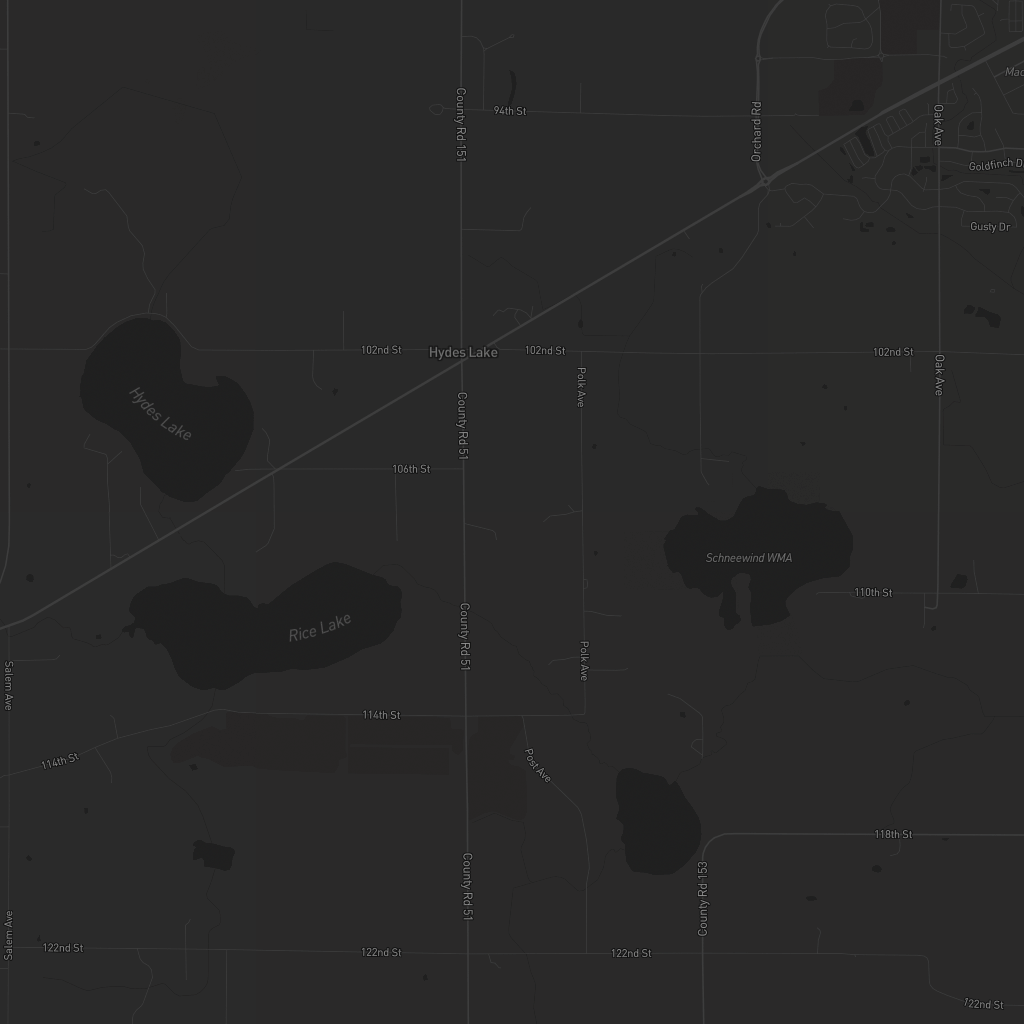 Mac
94th St
County Rd 151
Orchard Rd
Oak Ave
Goldfinch D
Gusty Dr
102nd St
Hydes Lake
102nd St
102nd St
Oak Ave
Polk Ave
Hydes Lake
County Rd 51
106th St
Schneewind WMA
110th St
Rice Lake
County Rd 51
Polk Ave
Salem Ave
114th St
114th St
Post Ave
118th St
County Rd 51
County Rd 153
Salem Ave
122nd St
122nd St
122nd St
122nd St